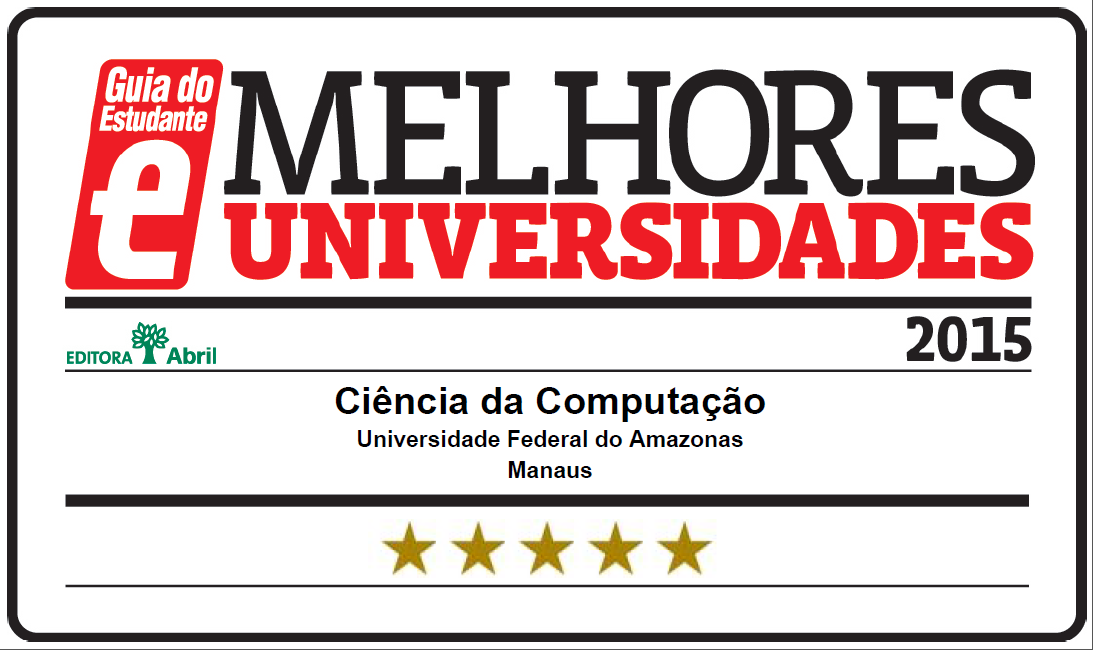 Guia do
Estudante
e
MELHORES
UNIVERSIDADES
EDITORA Abril
2015
Ciência da Computação
Universidade Federal do Amazonas
Manaus